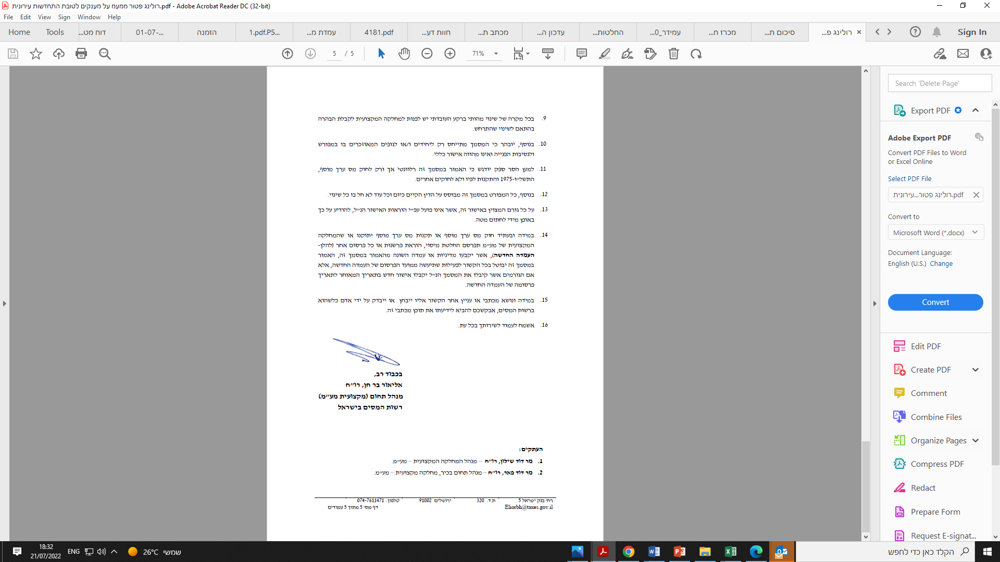 רולינג פטור ממעמ על מענקים לטובת התחדשות עירונית.pdf - Adobe Acrobat Reader DC (32-bit)
File Edit View Sign Window Help
Home Tools דוח מט... 01-07-... הזמנה 1.pdf.P5... עמדת מ... 4181.pdf חוות דע... מכתב ת... עדכון ה... החלטות... עמידר_0... מכרז ח... סיכום ת... רולינג פ... Sign In
5 / 5 71%
9. בכל מקרה של שינוי מהותי ברקע העובדתי יש לפנות למחלקה המקצועית לקבלת הבהרה
בהתאם לשינוי שהתרחש.
10. בנוסף, יובהר כי המסמך מתייחס רק ליחידים ו/או לגופים המאוזכרים בו במפורש
ולנסיבות הפנייה ואינו מהווה אישור כללי.
11. למען הסר ספק יודגש כי האמור במסמך זה רלוונטי אך ורק לחוק מס ערך מוסף,
התשל״ו-1975 והתקנות לפיו ולא לחוקים אחרים.
12. בנוסף, כל המפורט במסמך זה מבוסס על הדין הקיים כיום וכל עוד לא חל בו כל שינוי.
13. על כל גורם המצוין באישור זה, אשר אינו פועל עפ״י הוראות האישור הנ״ל, להודיע על כך
באופן מידי לחתום מטה.
14. במידה ובעתיד חוק מס ערך מוסף או תקנות מס ערך מוסף יתוקנו או שהמחלקה
המקצועית של מע״מ תפרסם החלטת מיסוי, הוראת פרשנות או כל פרסום אחר (להלן-
העמדה החדשה), אשר יקבעו מדיניות או עמדה השונה מהאמור במסמך זה, האמור
במסמך זה יבוטל בכל הקשור לפעילות שתיעשה ממועד הפרסום של העמדה החדשה, אלא
אם הגורמים אשר קיבלו את המסמך הנ״ל יקבלו אישור חדש בתאריך המאוחר לתאריך
פרסומה של העמדה החדשה.
15. במידה ונושא מכתבי או עניין אחר הקשור אליו ייבחן או ייבדק על ידי אדם כלשהוא
ברשות המסים, אבקשכם להביא לידיעתו את תוכן מכתבי זה.
16. אשמח לעמוד לשירותך בכל עת.
בכבוד רב,
אליאור בר חן, רו״ח
מנהל תחום (מקצועית מע״מ)
רשות המסים בישראל
העתקים:
1. מר דוד שילון, רו״ח – מנהל המחלקה המקצועית – מע״מ.
2. מר דוד פאר, רו״ח – מנהל תחום בכיר, מחלקה מקצועית – מע״מ.
רח׳ בנק ישראל 5 ת.ד. 320 ירושלים 91002 טלפון: 074-7611471
Eliorbh@taxes.gov.il דף מס׳ 5 מתוך 5 עמודים
Search 'Delete Page'
Export PDF
Adobe Export PDF
Convert PDF Files to Word
or Excel Online
Select PDF File
רולינג פטור...עירונית.pdf
Convert to
Microsoft Word (*.docx)
Document Language:
English (U.S.) Change
Convert
Edit PDF
Create PDF
Comment
Combine Files
Organize Pages
Compress PDF
Redact
Prepare Form
Request E-signat...
18:32
21/07/2022
ENG
26°C שמשי
הקלד כאן כדי לחפש